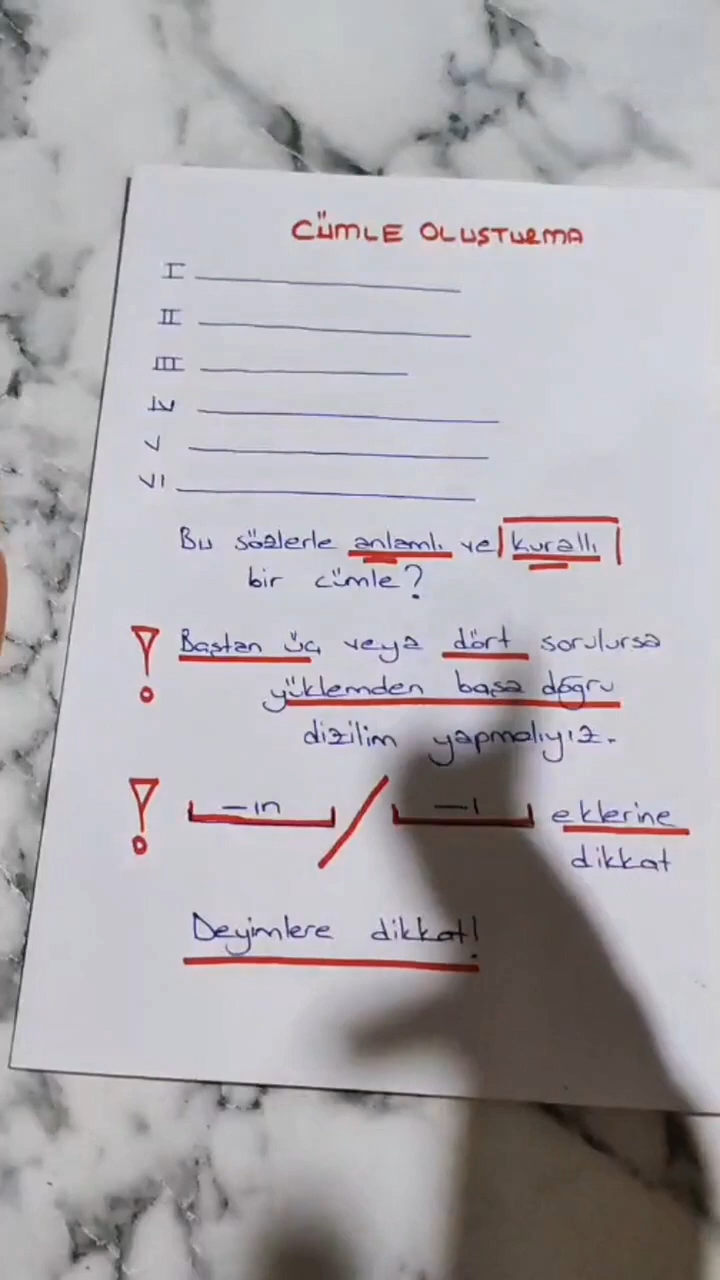 CÜMLE OLUŞTURMA
I
II
III
IV
V
VI
Bu sözlerle anlamlı ve kurallı
bir cümle?
! Baştan üç veya dört sorulursa
yüklemden başa doğru
dizilim yapmalıyız.
! -ın / -ı eklerine
dikkat
Deyimlere dikkat!